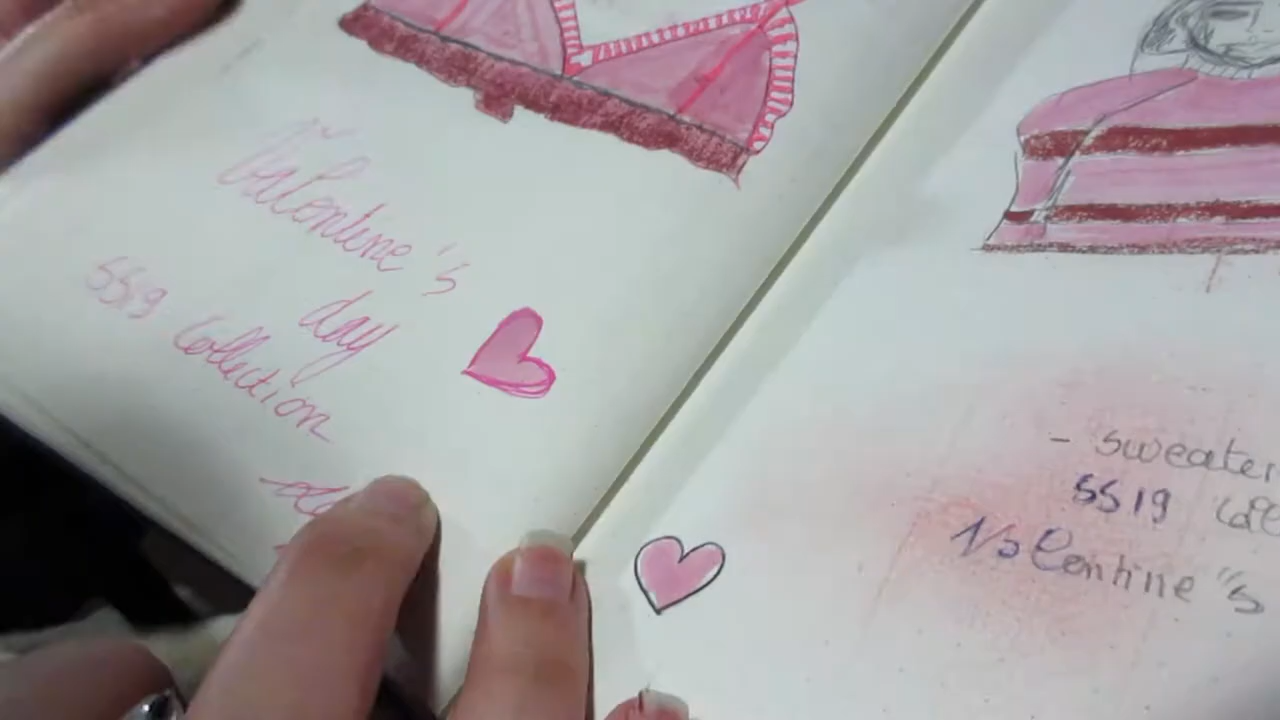 Valentine's
day
SS19 Collection
- sweater
SS19
Valentine"s